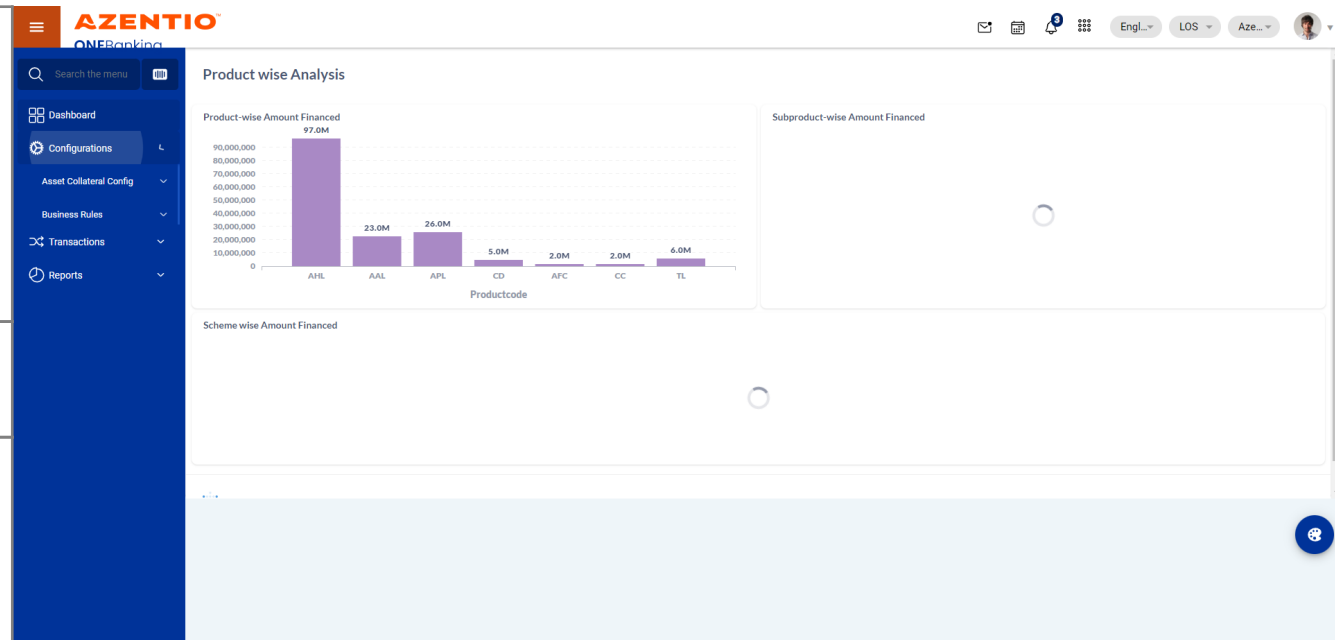 AZENTIO™
ONEBanking
3
Engl...
LOS
Aze...
Search the menu
Dashboard
Configurations
Asset Collateral Config
Business Rules
Transactions
Reports
Product wise Analysis
Product-wise Amount Financed
97.0M
90,000,000
80,000,000
70,000,000
60,000,000
50,000,000
40,000,000
30,000,000
20,000,000
10,000,000
0
23.0M
26.0M
5.0M
2.0M
2.0M
6.0M
AHL
AAL
APL
CD
AFC
CC
TL
Productcode
Subproduct-wise Amount Financed
Scheme wise Amount Financed